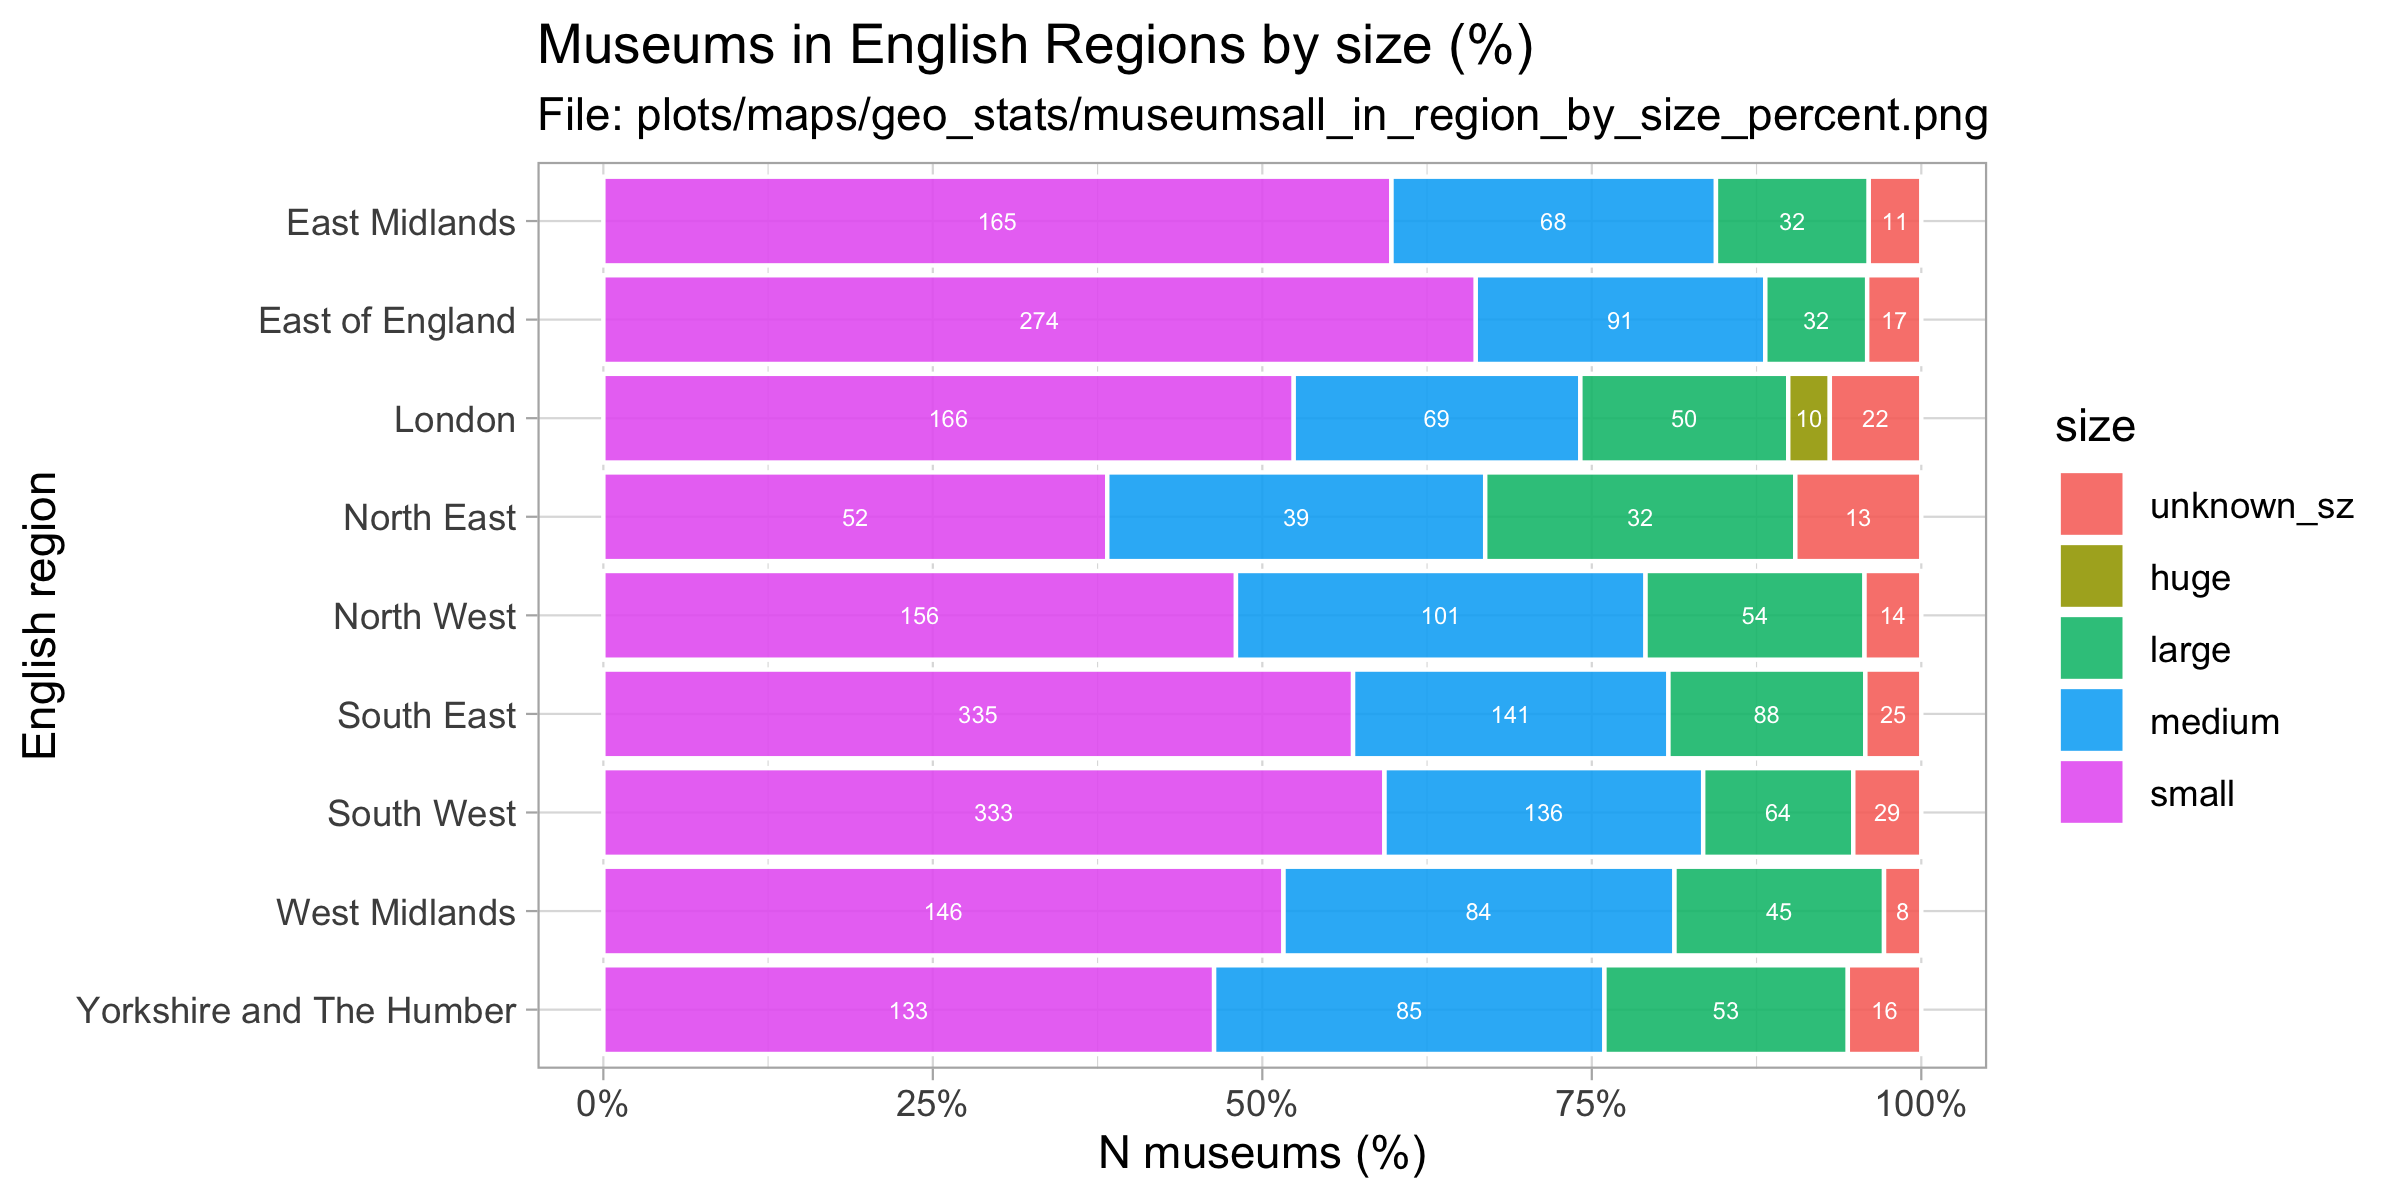 Museums in English Regions by size (%)
File: plots/maps/geo_stats/museumsall_in_region_by_size_percent.png
English region
East Midlands 165 68 32 11
East of England 274 91 32 17
London 166 69 50 10 22
North East 52 39 32 13
North West 156 101 54 14
South East 335 141 88 25
South West 333 136 64 29
West Midlands 146 84 45 8
Yorkshire and The Humber 133 85 53 16
0% 25% 50% 75% 100%
N museums (%)
size
unknown_sz
huge
large
medium
small